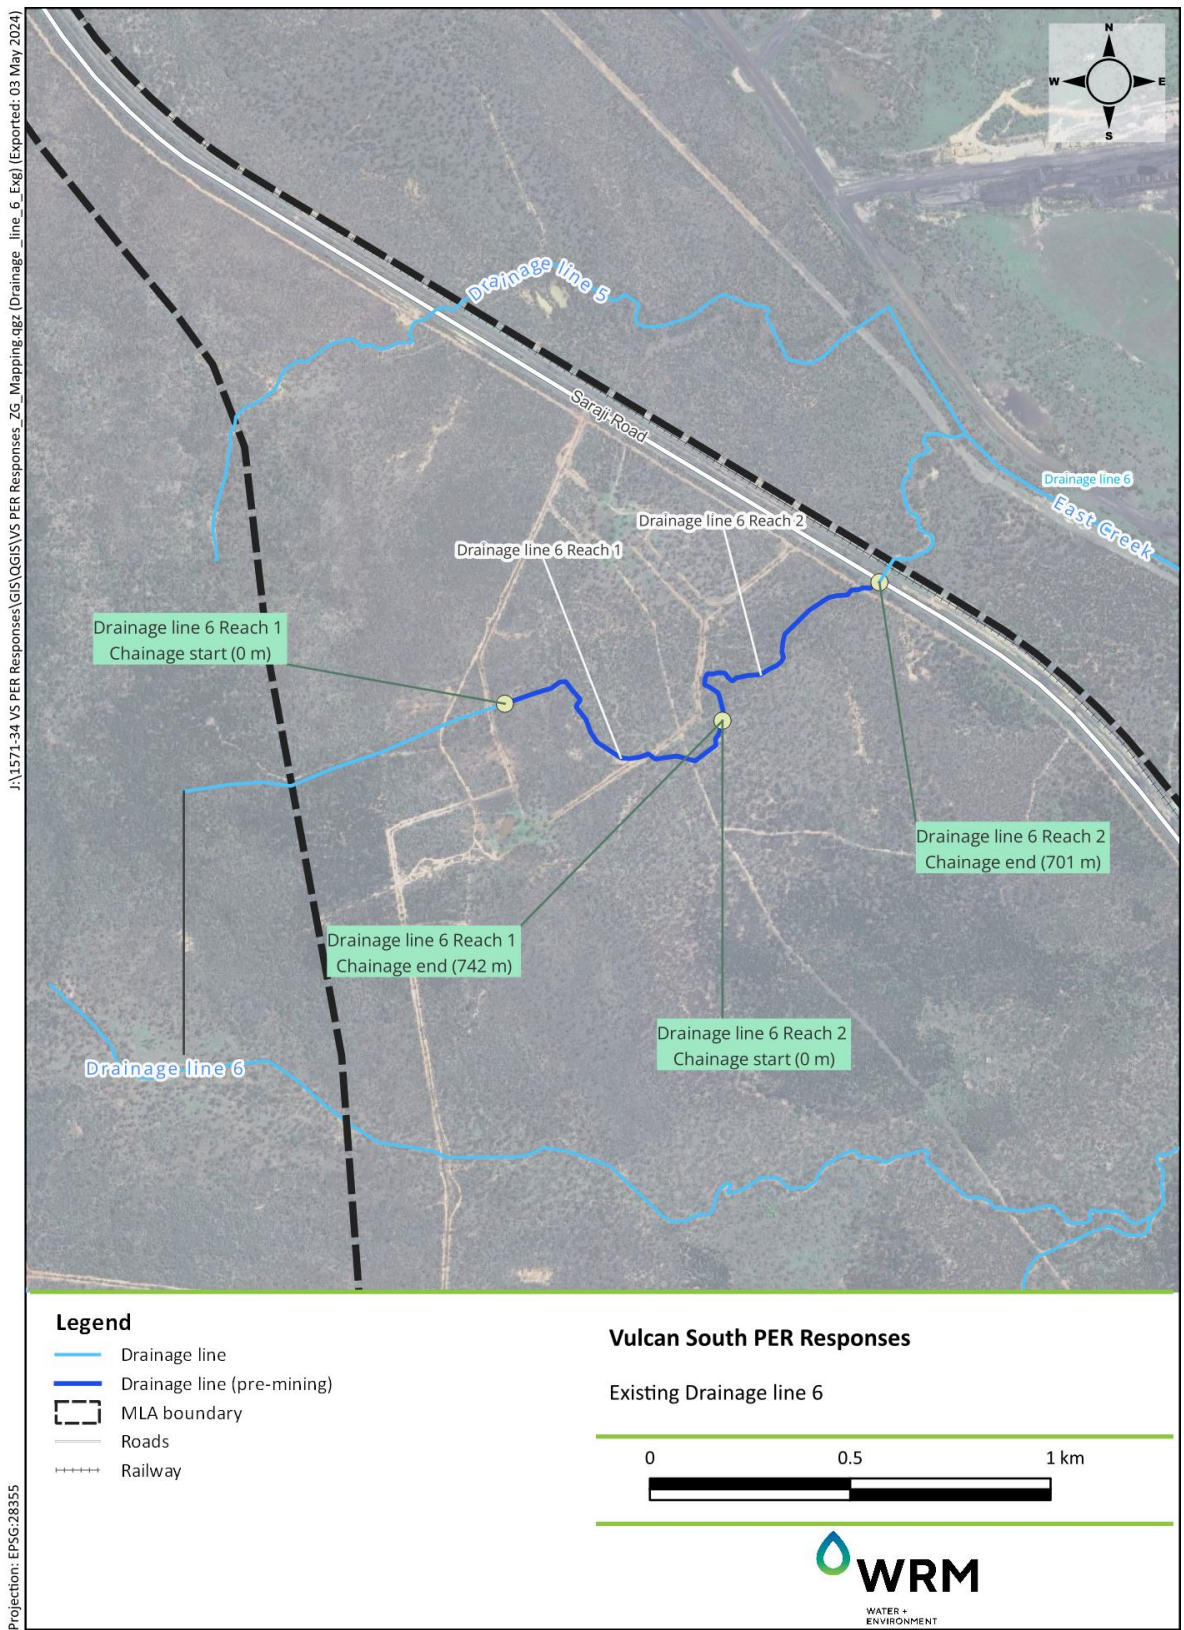 J:\1571-34 VS PER Responses\GIS\QGIS\VS PER Responses_ZG_Mapping.qgz (Drainage _line_6_Exg) (Exported: 03 May 2024)
Projection: EPSG:28355
N
W
E
S
Drainage line 5
Saraji Road
Drainage line 6
East Creek
Drainage line 6 Reach 2
Drainage line 6 Reach 1
Drainage line 6 Reach 1
Chainage start (0 m)
Drainage line 6 Reach 2
Chainage end (701 m)
Drainage line 6 Reach 1
Chainage end (742 m)
Drainage line 6 Reach 2
Chainage start (0 m)
Drainage line 6
Legend
Drainage line
Drainage line (pre-mining)
MLA boundary
Roads
Railway
Vulcan South PER Responses
Existing Drainage line 6
0 0.5 1 km
WRM
WATER +
ENVIRONMENT